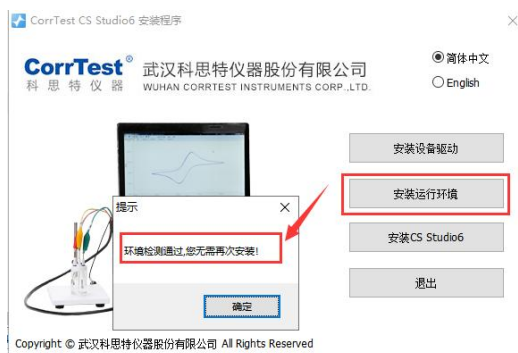 CorrTest CS Studio6 安装程序
CorrTest®
科思特仪器
武汉科思特仪器股份有限公司
WUHAN CORRTEST INSTRUMENTS CORP.,LTD.
简体中文
English
安装设备驱动
安装运行环境
安装CS Studio6
退出
提示
环境检测通过,您无需再次安装!
确定
Copyright © 武汉科思特仪器股份有限公司 All Rights Reserved